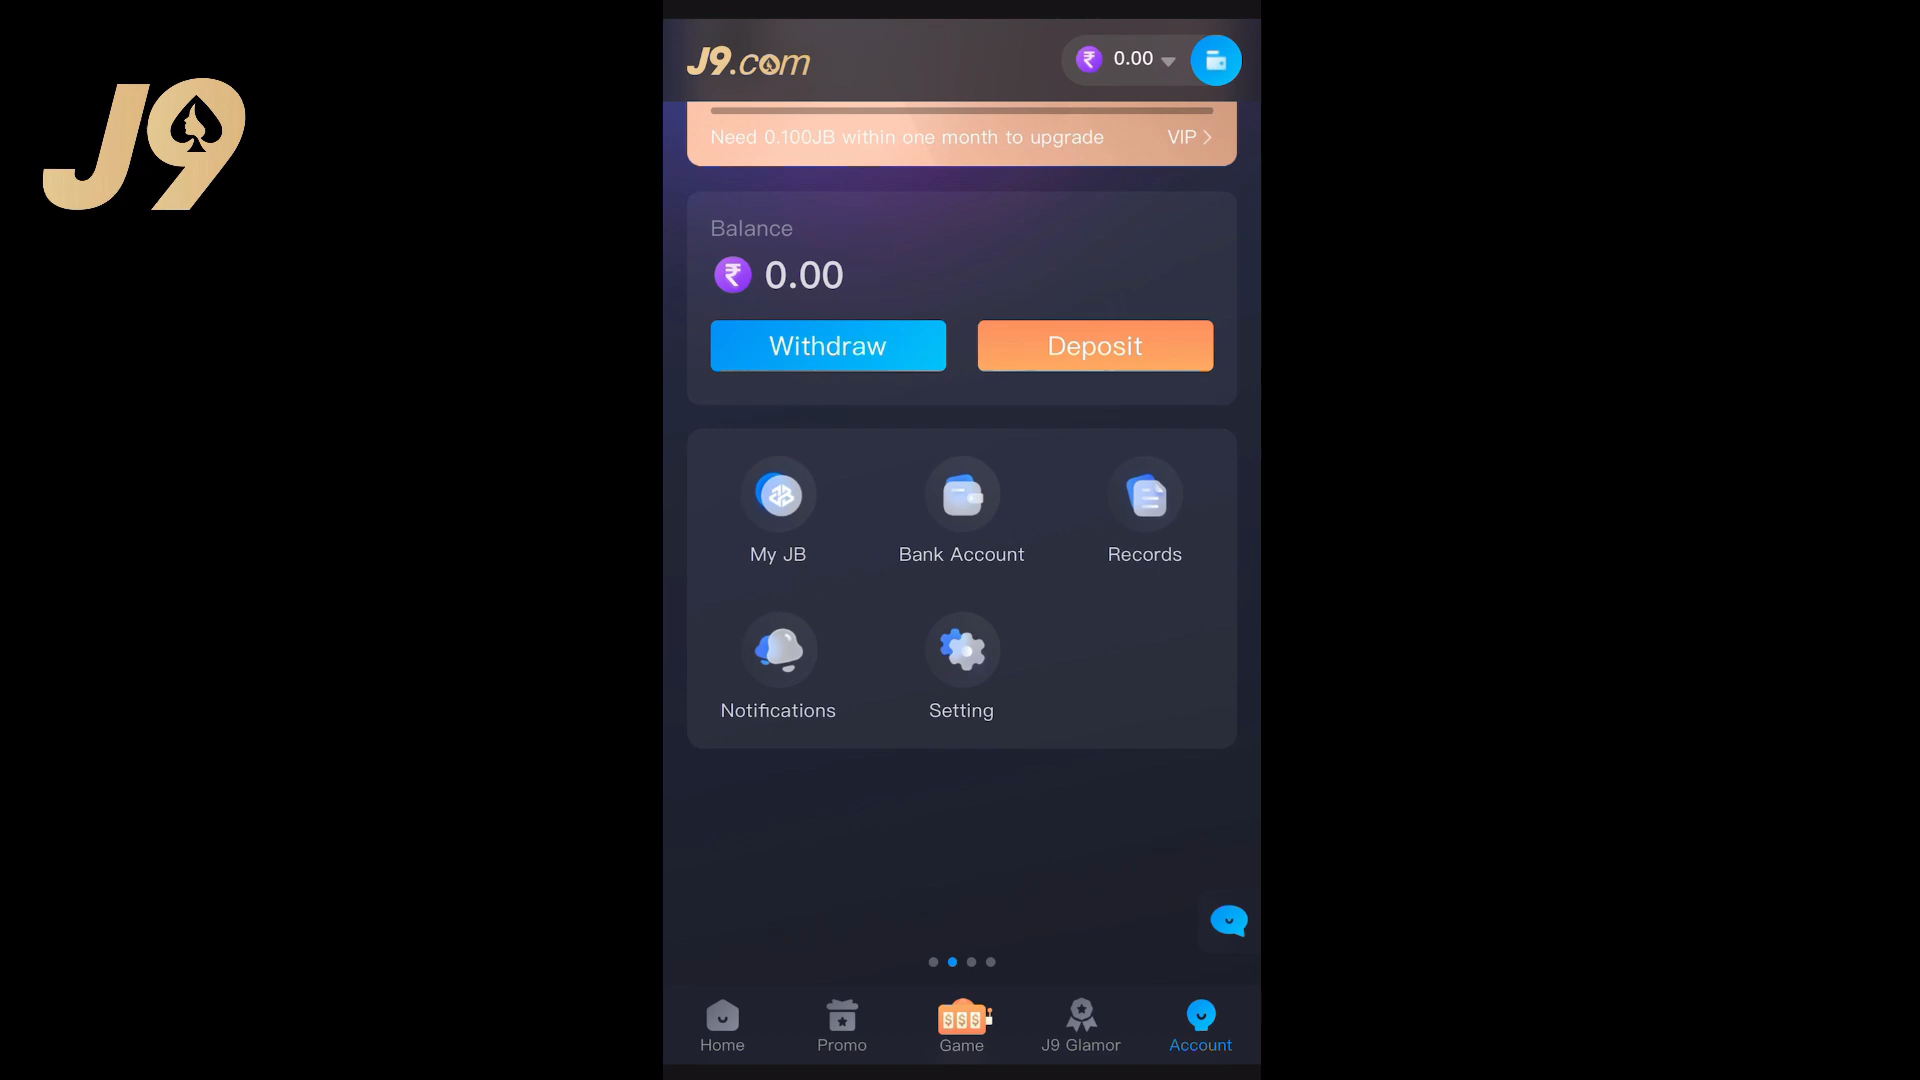 J9
J9.com
₹ 0.00
Need 0.100JB within one month to upgrade
VIP >
Balance
₹ 0.00
Withdraw
Deposit
My JB
Bank Account
Records
Notifications
Setting
$ $ $
Home
Promo
Game
J9 Glamor
Account